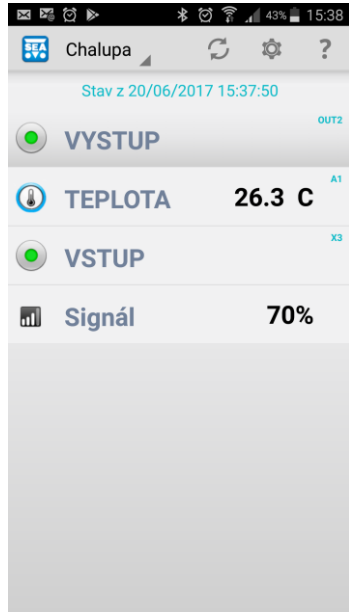 43% 15:38
SEA Chalupa ?
Stav z 20/06/2017 15:37:50
OUT2
VYSTUP
A1
TEPLOTA 26.3 C
X3
VSTUP
Signál 70%